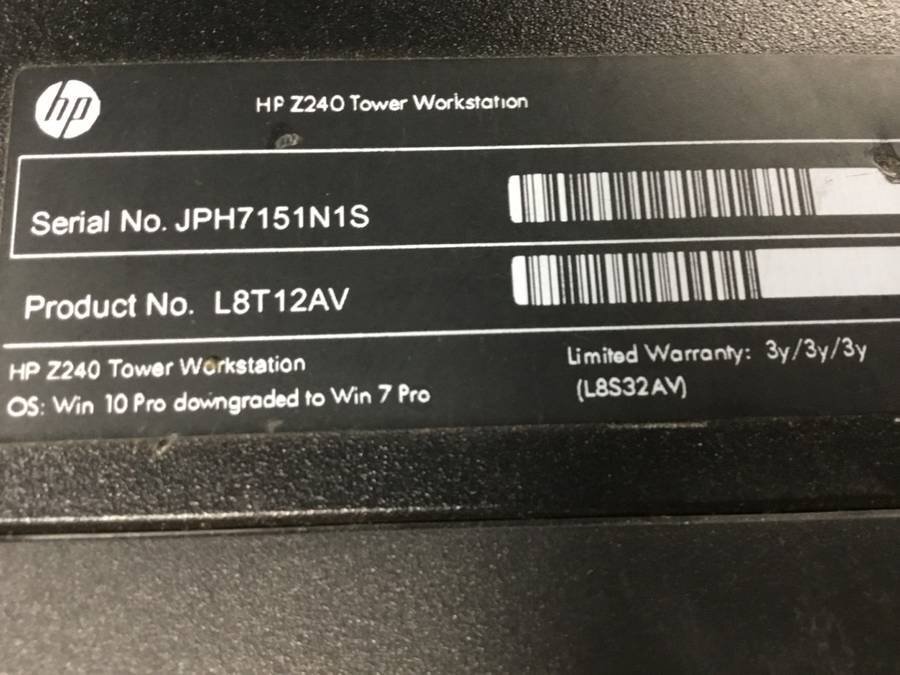 hp
HP Z240 Tower Workstation
Serial No. JPH7151N1S
Product No. L8T12AV
HP Z240 Tower Workstation
Limited Warranty: 3y/3y/3y
OS: Win 10 Pro downgraded to Win 7 Pro
(L8S32AV)